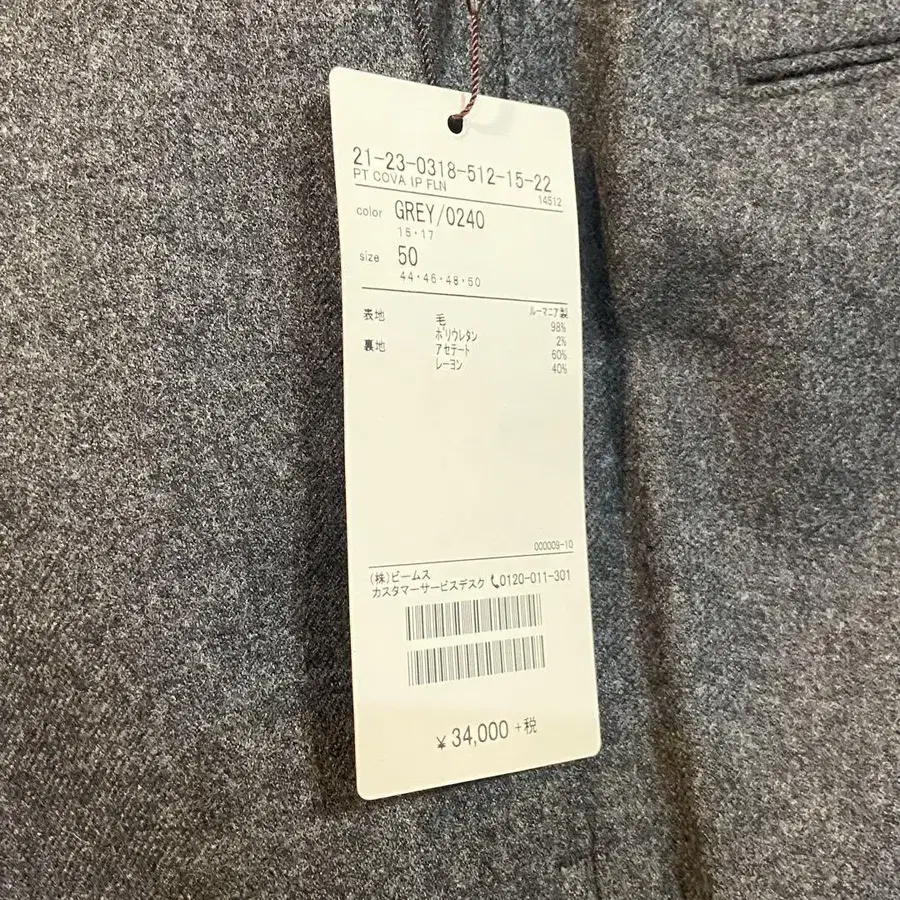 21-23-0318-512-15-22
PT COVA 1P FLN
14512
color GREY/0240
15・17
size 50
44・46・48・50
ルーマニア製
表地 毛 98%
ポリウレタン 2%
裏地 アセテート 60%
レーヨン 40%
000009-10
(株)ビームス
カスタマーサービスデスク 0120-011-301
¥34,000+税